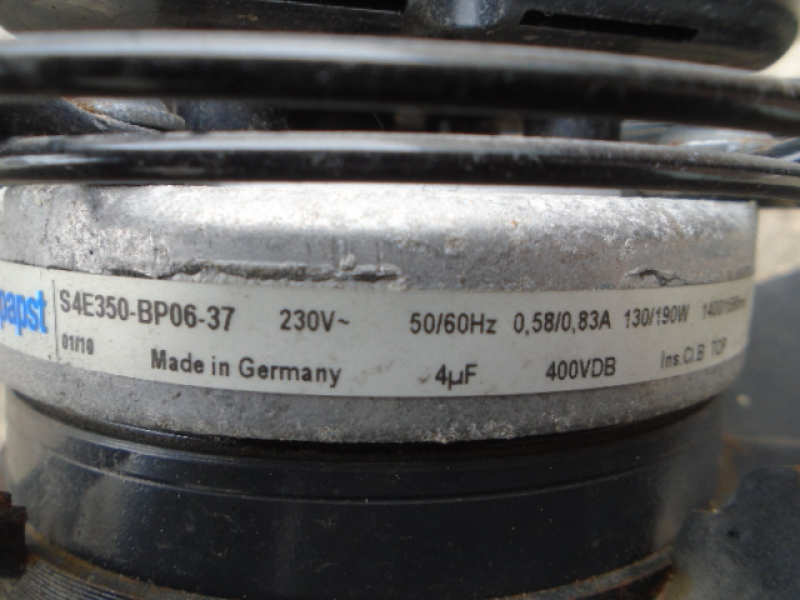 papst S4E350-BP06-37 230V~ 50/60Hz 0,58/0,83A 130/190W
01/10 Made in Germany 4µF 400VDB Ins.Cl.B TOP